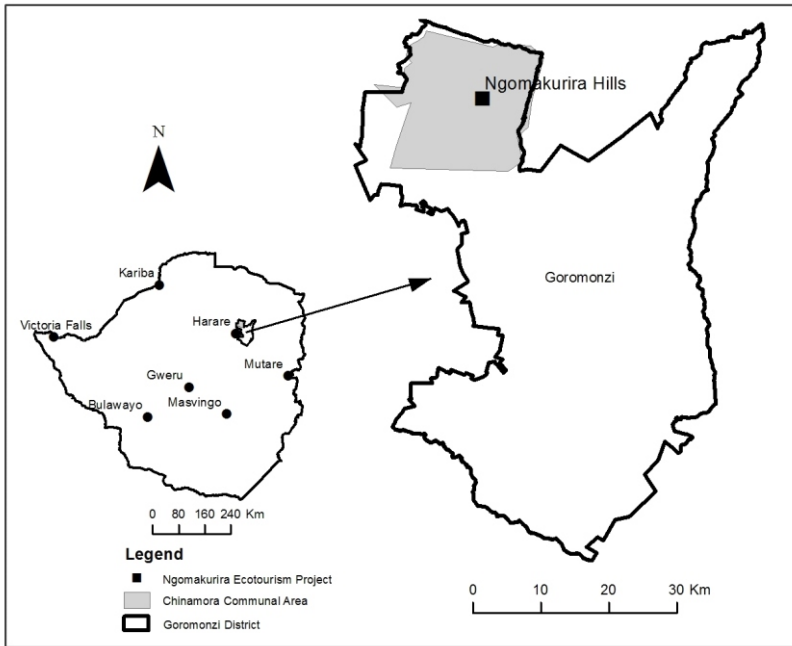 Ngomakurira Hills
N
Goromonzi
Kariba
Victoria Falls
Harare
Mutare
Gweru
Masvingo
Bulawayo
0 80 160 240 Km
Legend
Ngomakurira Ecotourism Project
Chinamora Communal Area
Goromonzi District
0 10 20 30 Km